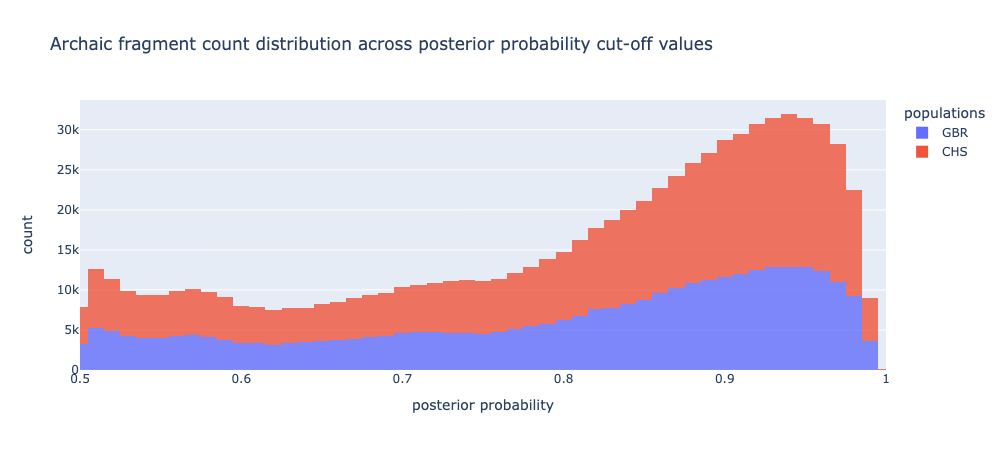 Archaic fragment count distribution across posterior probability cut-off values
populations
GBR
CHS
30k
25k
20k
15k
10k
5k
0
count
0.5 0.6 0.7 0.8 0.9 1
posterior probability